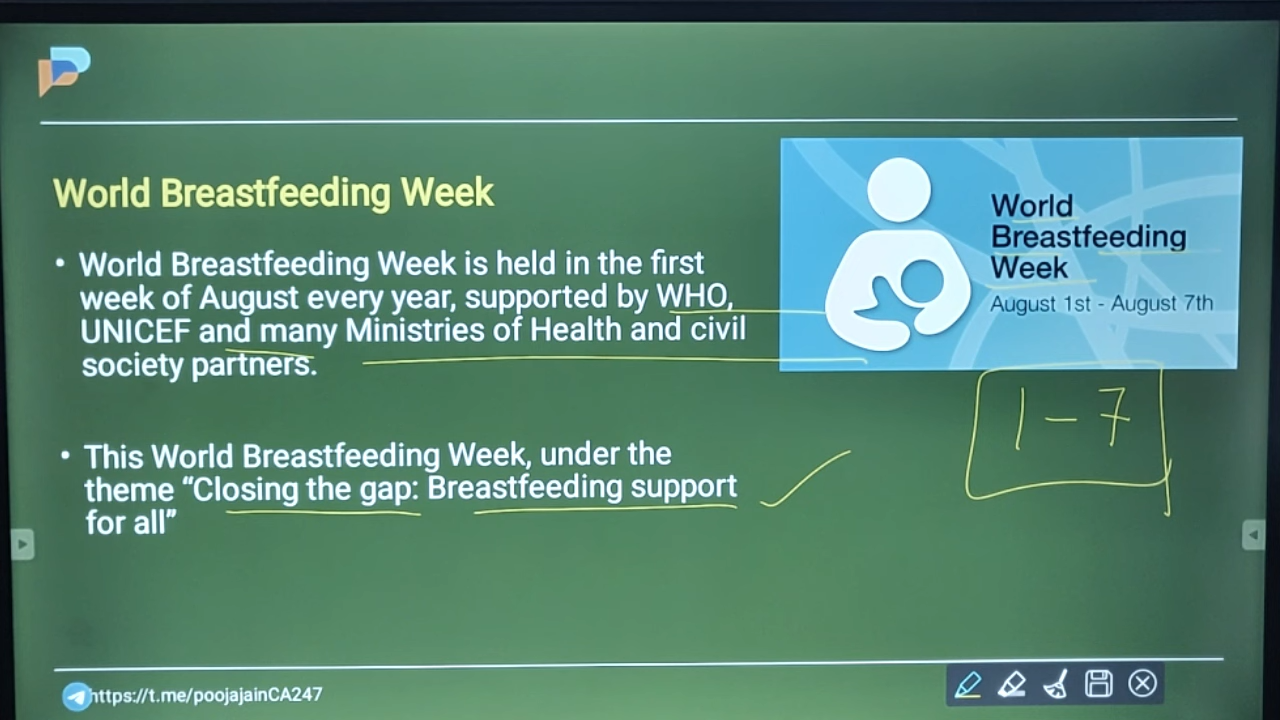 World Breastfeeding Week
• World Breastfeeding Week is held in the first
week of August every year, supported by WHO,
UNICEF and many Ministries of Health and civil
society partners.
• This World Breastfeeding Week, under the
theme “Closing the gap: Breastfeeding support
for all”
World
Breastfeeding
Week
August 1st - August 7th
1 - 7
https://t.me/poojajainCA247